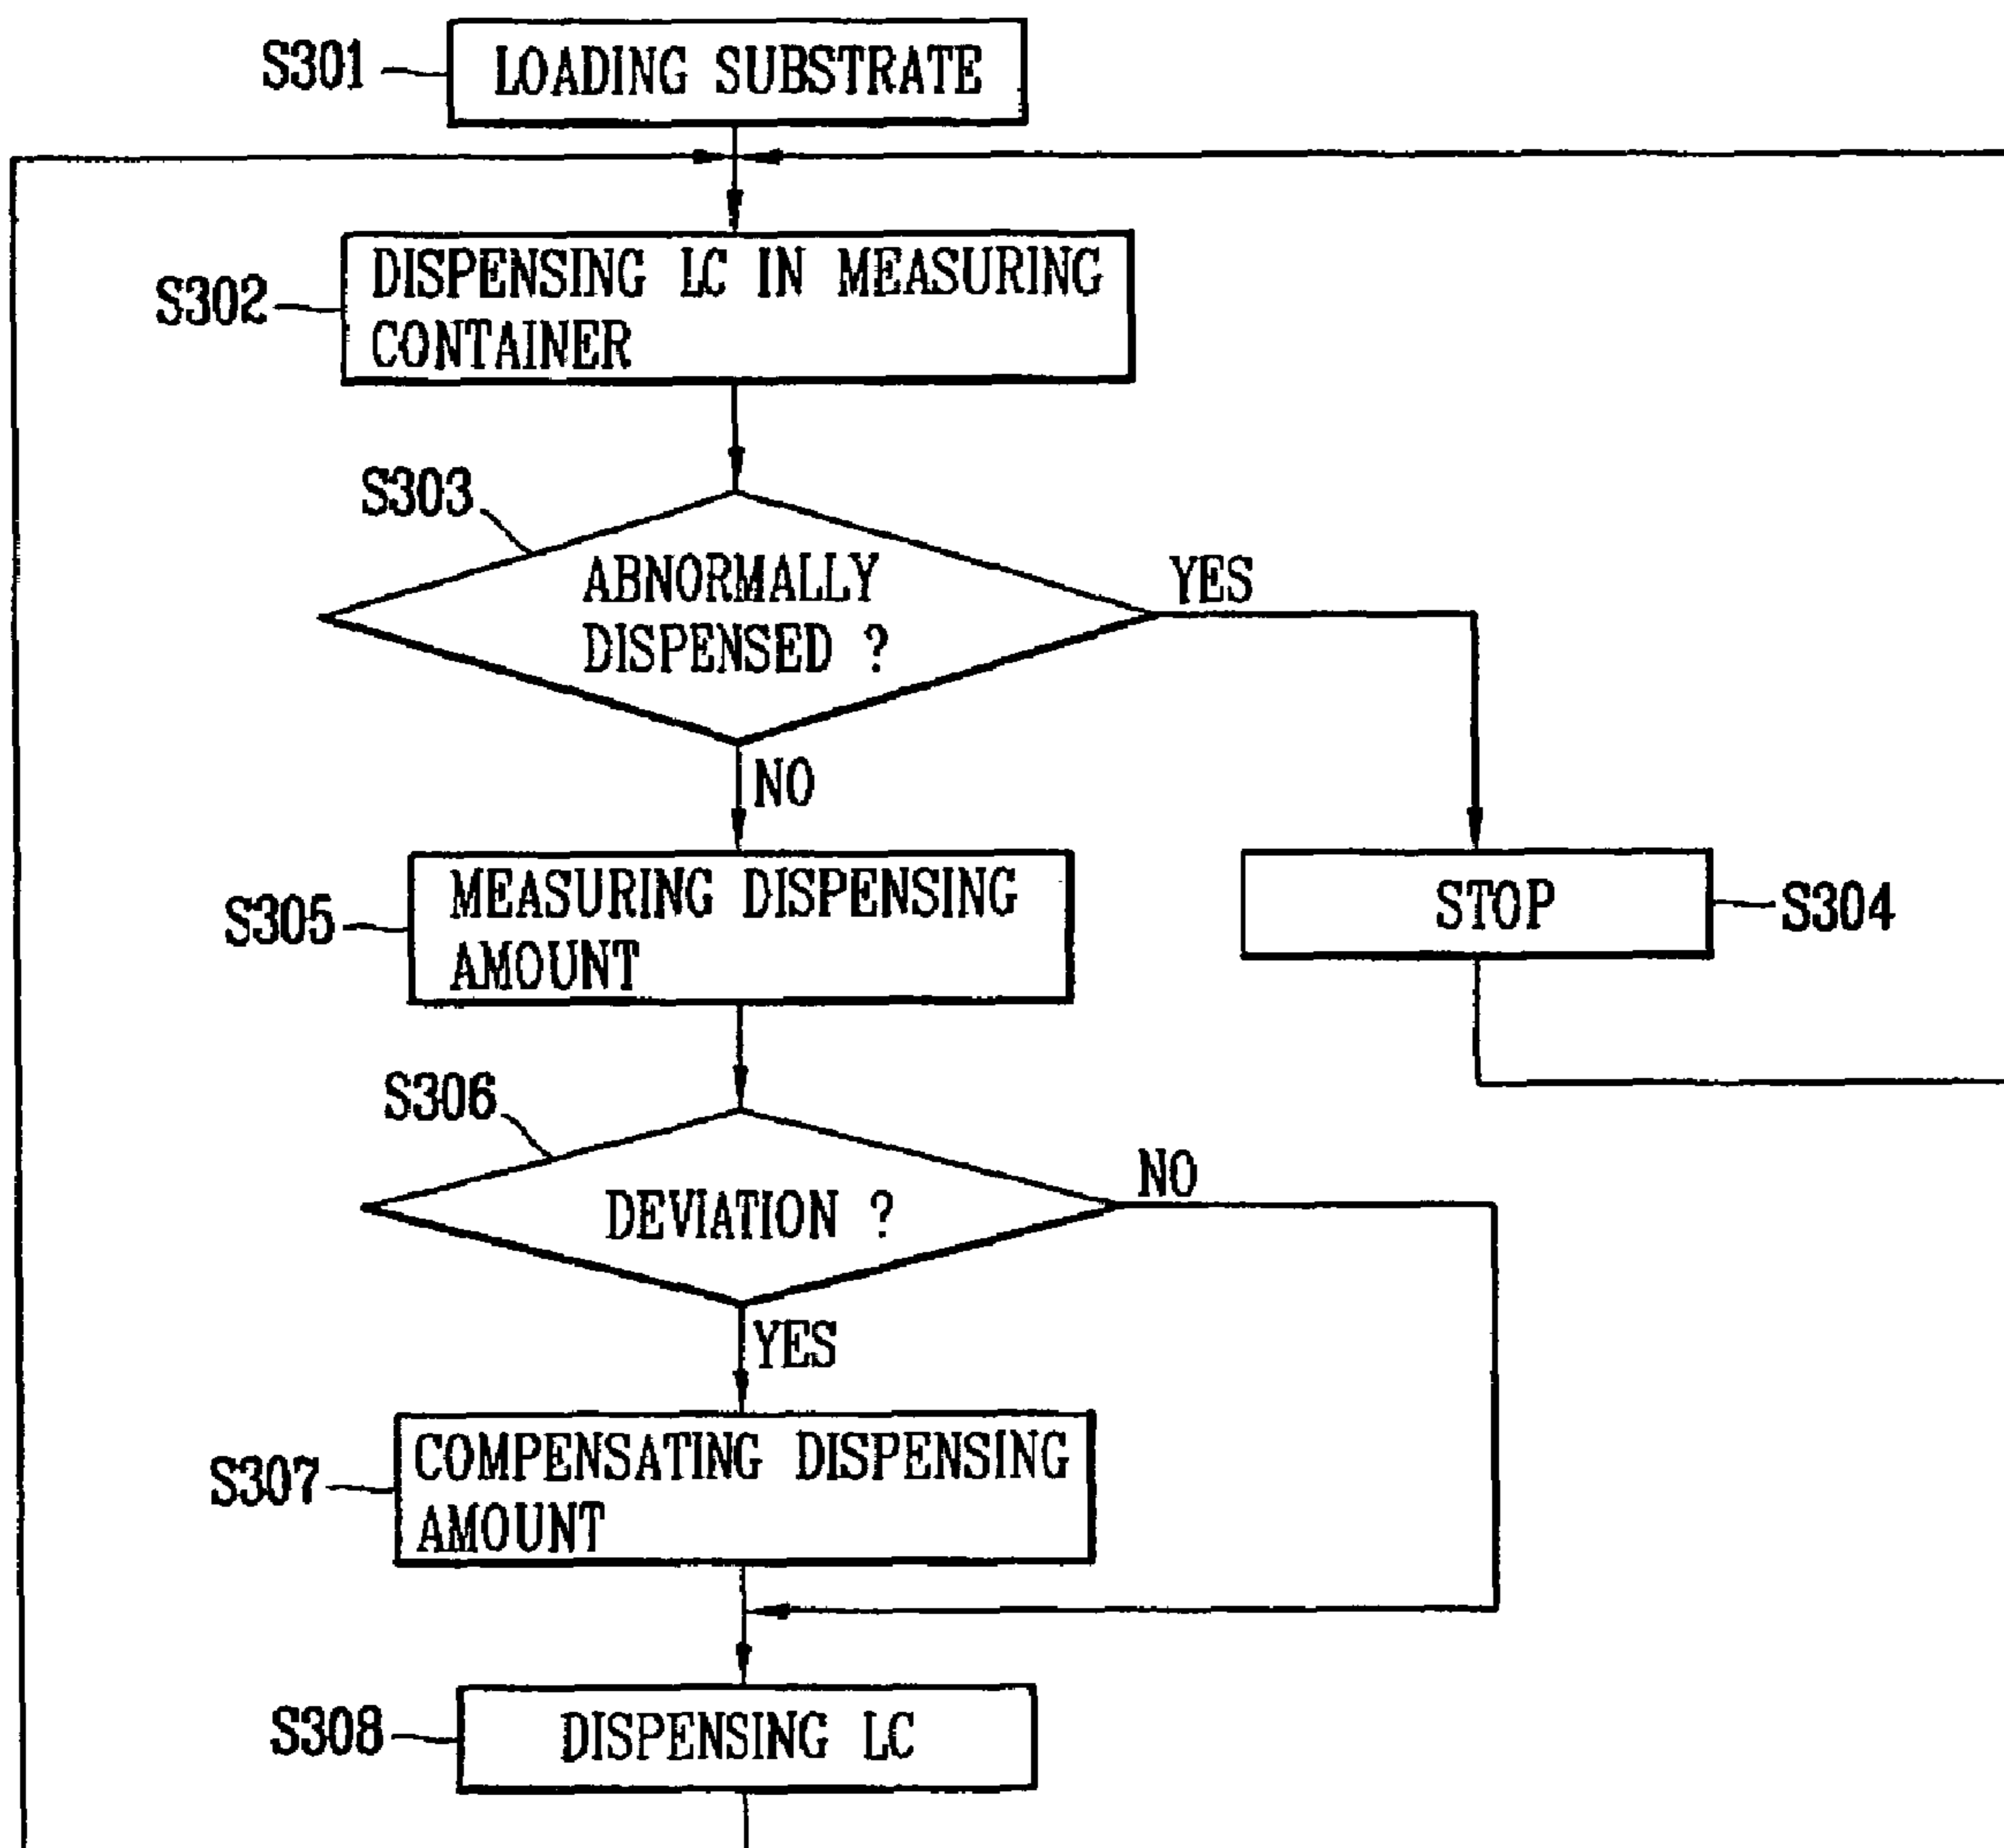 S301
LOADING SUBSTRATE
S302
DISPENSING LC IN MEASURING
CONTAINER
S303
ABNORMALLY
DISPENSED ?
YES
NO
S305
MEASURING DISPENSING
AMOUNT
STOP
S304
S306
DEVIATION ?
NO
YES
S307
COMPENSATING DISPENSING
AMOUNT
S308
DISPENSING LC